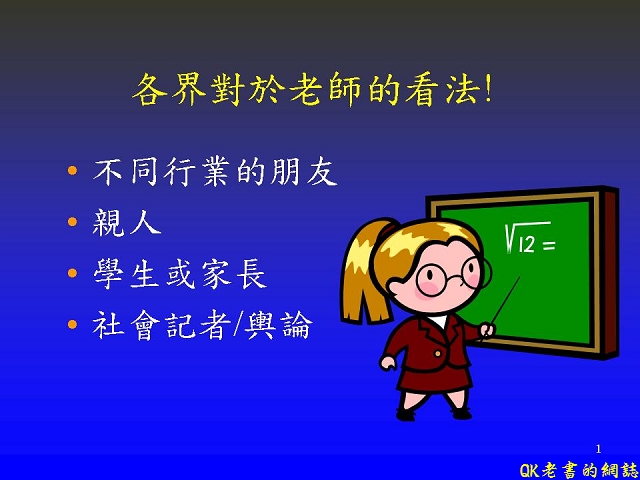 各界對於老師的看法!
• 不同行業的朋友
• 親人
• 學生或家長
• 社會記者/輿論
√12 =
1
QK老書的網誌